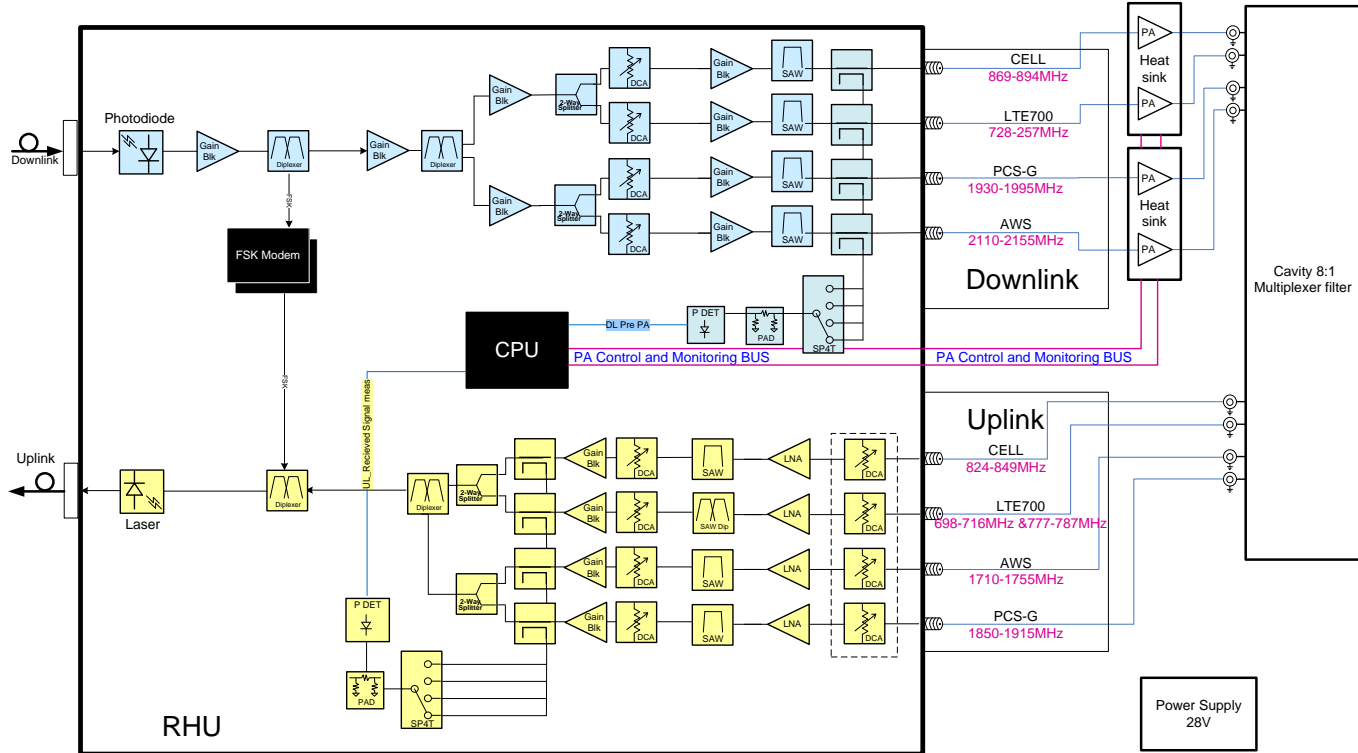 Downlink
Photodiode
Gain
Blk
Diplexer
Gain
Blk
Diplexer
Gain
Blk
2-Way
Splitter
DCA
Gain
Blk
SAW
DCA
Gain
Blk
SAW
Gain
Blk
2-Way
Splitter
DCA
Gain
Blk
SAW
DCA
Gain
Blk
SAW
CELL
869-894MHz
LTE700
728-257MHz
PCS-G
1930-1995MHz
AWS
2110-2155MHz
Downlink
PA
Heat
sink
PA
PA
Heat
sink
PA
Cavity 8:1
Multiplexer filter
FSK
FSK Modem
FSK
CPU
DL Pre PA
P DET
PAD
SP4T
PA Control and Monitoring BUS
PA Control and Monitoring BUS
UL_Recieved Signal meas
Uplink
Laser
Diplexer
Diplexer
2-Way
Splitter
2-Way
Splitter
Gain
Blk
DCA
SAW
LNA
DCA
Gain
Blk
DCA
SAW Dip
LNA
DCA
Gain
Blk
DCA
SAW
LNA
DCA
Gain
Blk
DCA
SAW
LNA
DCA
Uplink
CELL
824-849MHz
LTE700
698-716MHz &777-787MHz
AWS
1710-1755MHz
PCS-G
1850-1915MHz
P DET
PAD
SP4T
RHU
Power Supply
28V